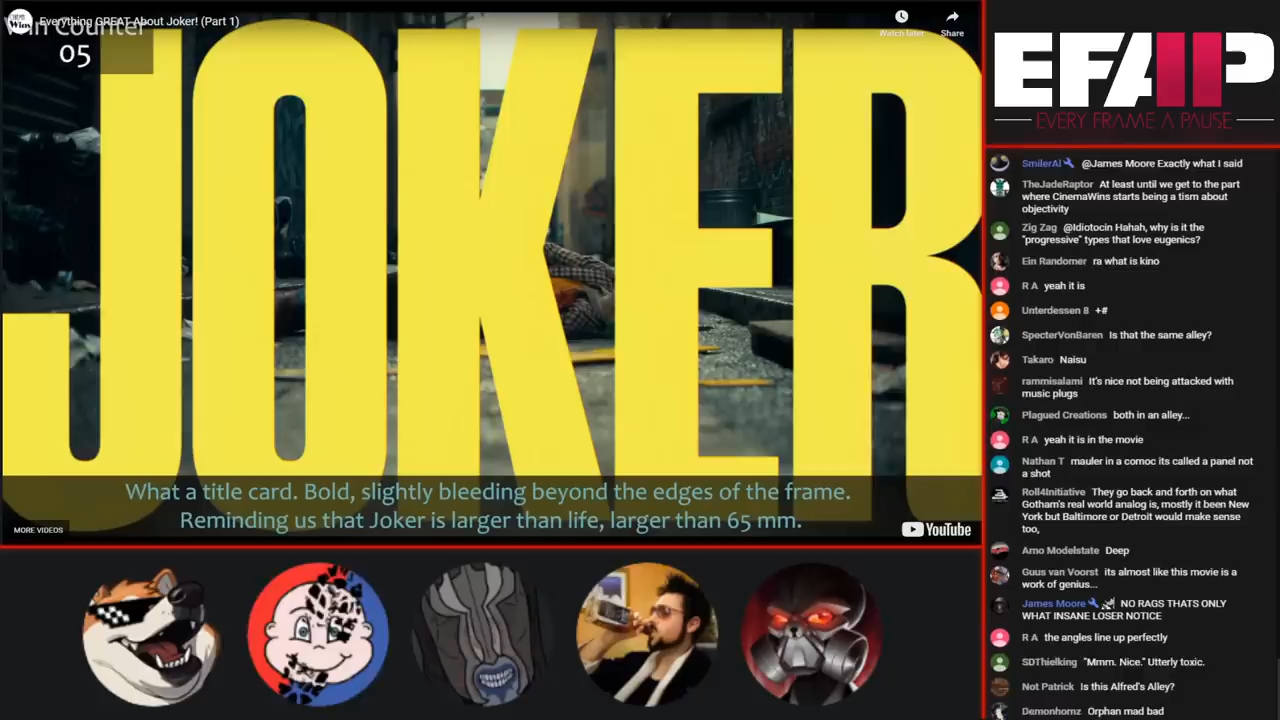 Everything GREAT About Joker! (Part 1)
Win Counter
05
Watch later
Share
JOKER
What a title card. Bold, slightly bleeding beyond the edges of the frame.
Reminding us that Joker is larger than life, larger than 65 mm.
MORE VIDEOS
YouTube
EFAP
EVERY FRAME A PAUSE
SmilerAl @James Moore Exactly what I said
TheJadeRaptor At least until we get to the part
where CinemaWins starts being a tism about
objectivity
Zig Zag @Idiotocin Hahah, why is it the
"progressive" types that love eugenics?
Ein Randomer ra what is kino
R A yeah it is
Unterdessen 8 +#
SpecterVonBaren Is that the same alley?
Takaro Naisu
rammisalami It's nice not being attacked with
music plugs
Plagued Creations both in an alley...
R A yeah it is in the movie
Nathan T mauler in a comoc its called a panel not
a shot
Roll4Initiative They go back and forth on what
Gotham's real world analog is, mostly it been New
York but Baltimore or Detroit would make sense
too,
Arno Modelstate Deep
Guus van Voorst its almost like this movie is a
work of genius...
James Moore NO RAGS THATS ONLY
WHAT INSANE LOSER NOTICE
R A the angles line up perfectly
SDThielking "Mmm. Nice." Utterly toxic.
Not Patrick Is this Alfred's Alley?
Demonhornz Orphan mad bad